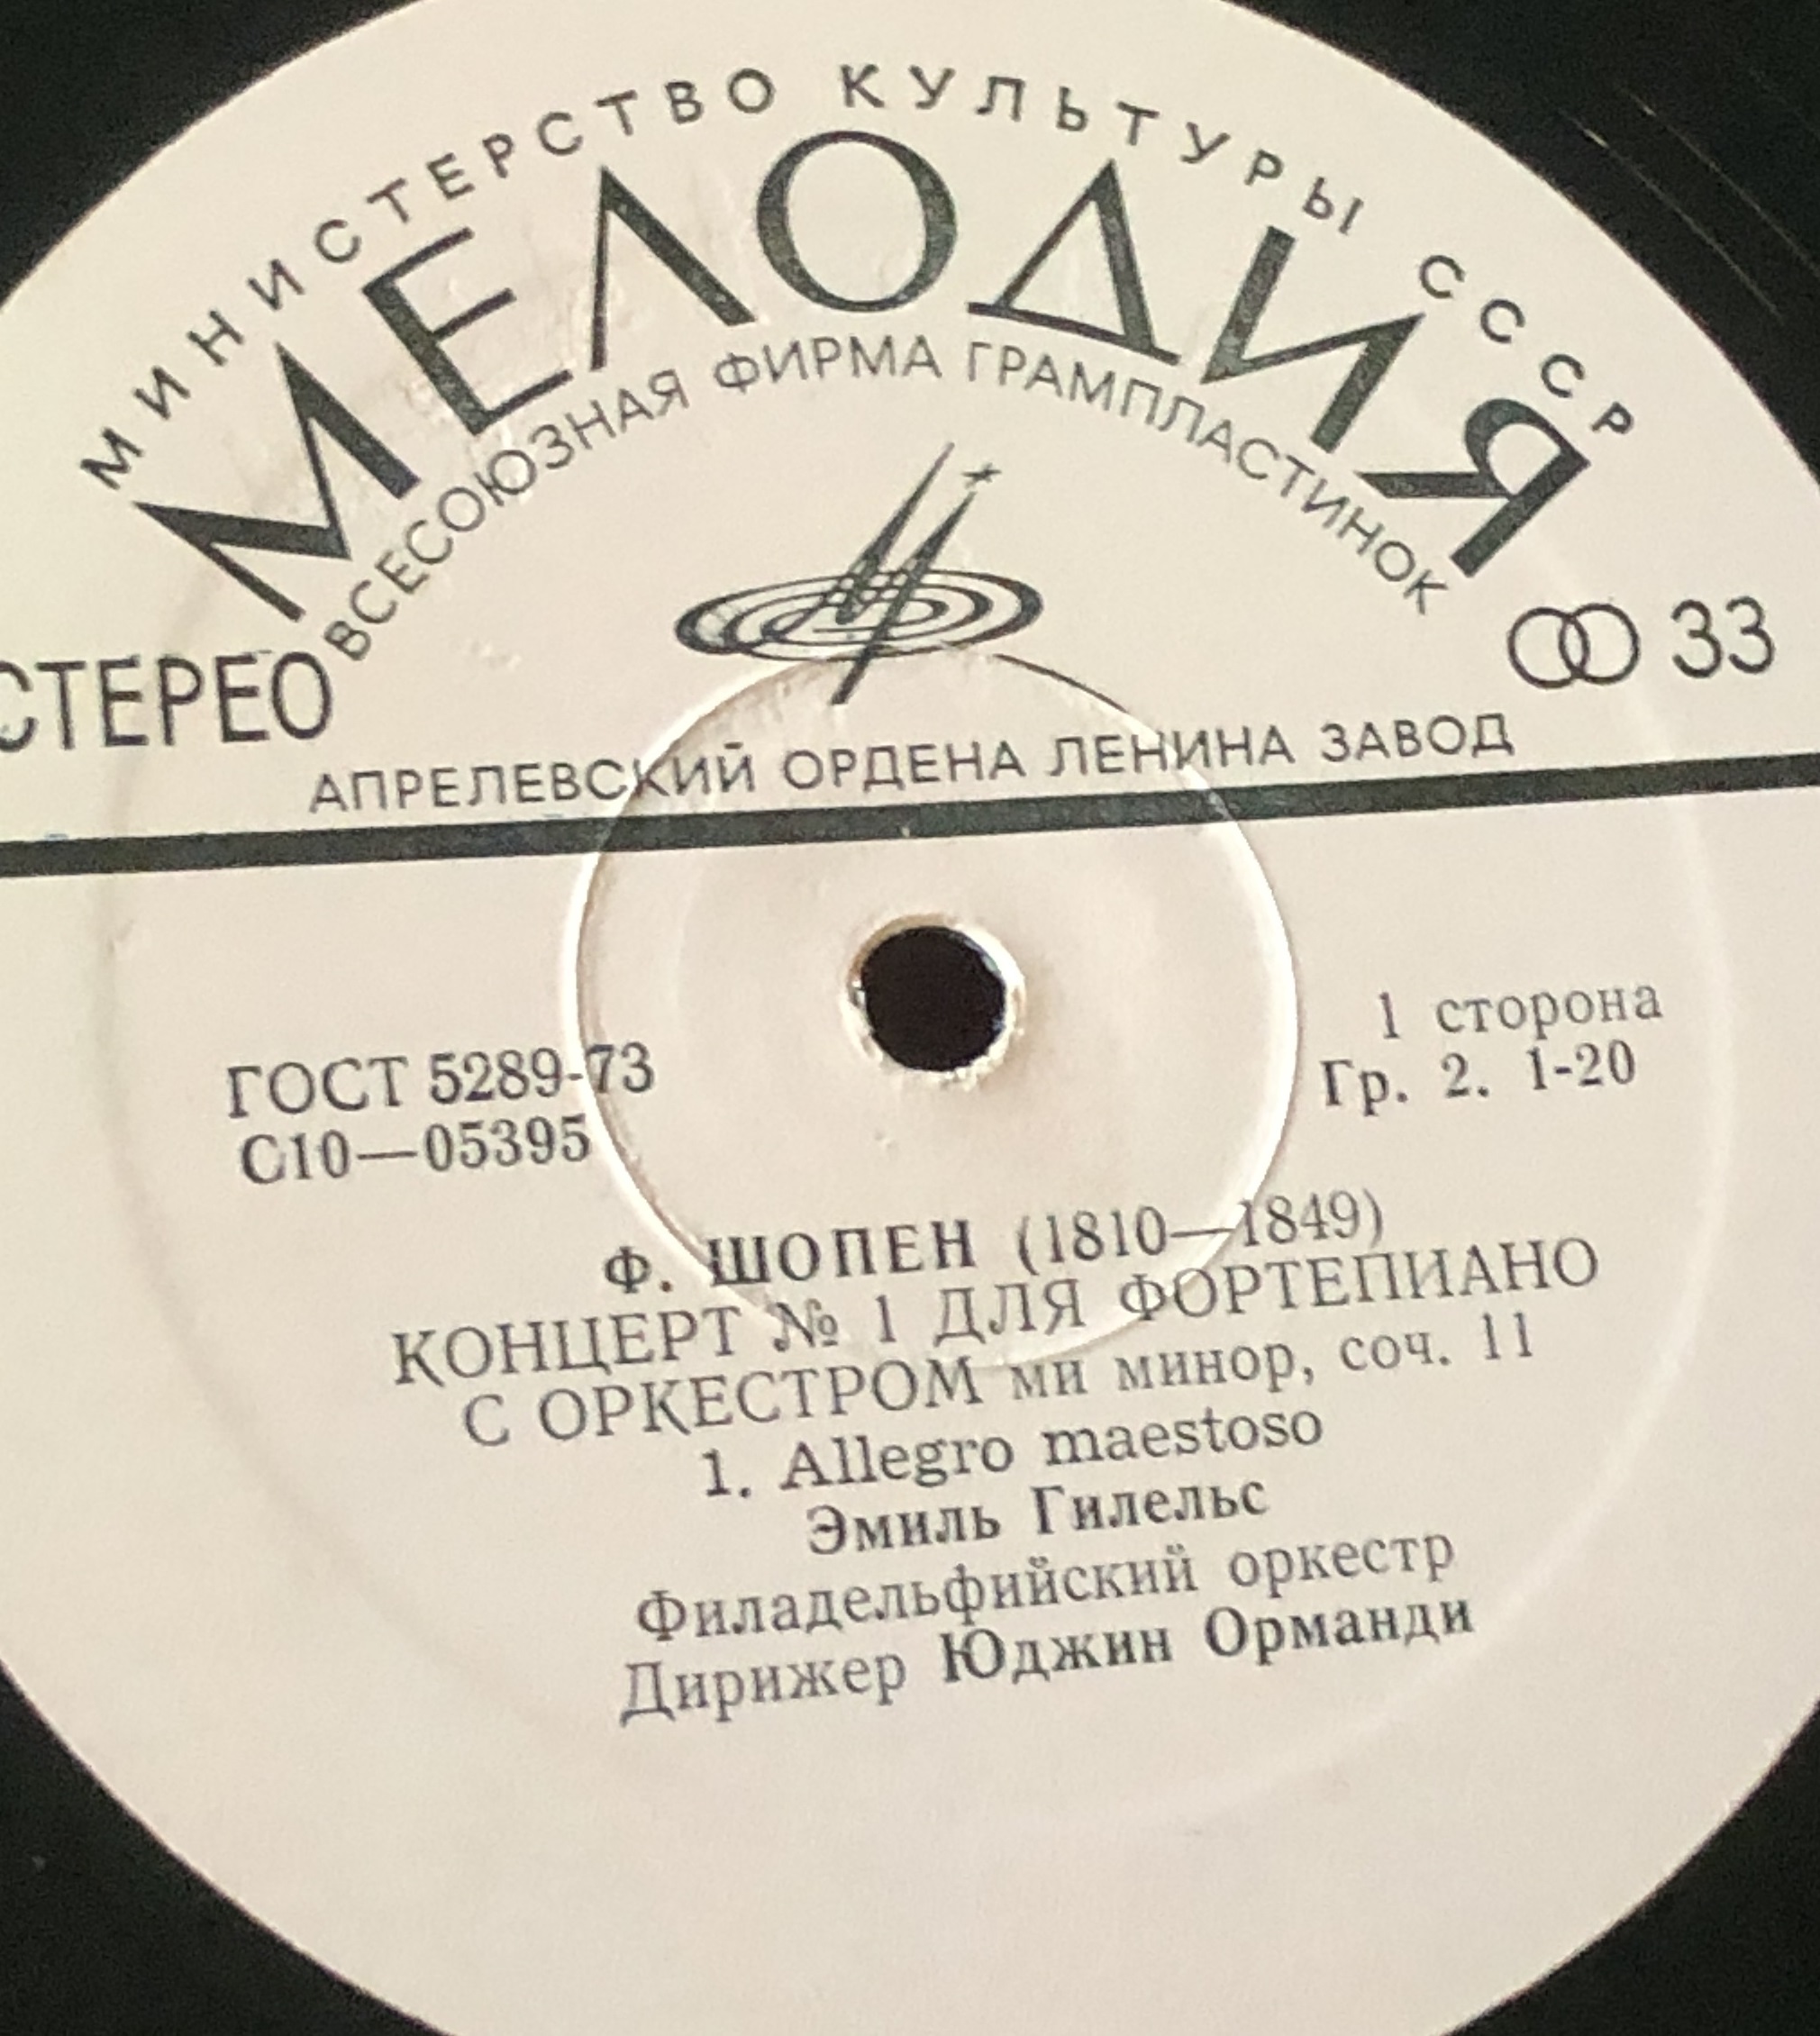 МИНИСТЕРСТВО КУЛЬТУРЫ СССР
МЕЛОДИЯ
ВСЕСОЮЗНАЯ ФИРМА ГРАМПЛАСТИНОК
СТЕРЕО
33
АПРЕЛЕВСКИЙ ОРДЕНА ЛЕНИНА ЗАВОД
ГОСТ 5289-73
С10—05395
1 сторона
Гр. 2. 1-20
Ф. ШОПЕН (1810—1849)
КОНЦЕРТ № 1 ДЛЯ ФОРТЕПИАНО
С ОРКЕСТРОМ ми минор, соч. 11
1. Allegro maestoso
Эмиль Гилельс
Филадельфийский оркестр
Дирижер Юджин Орманди